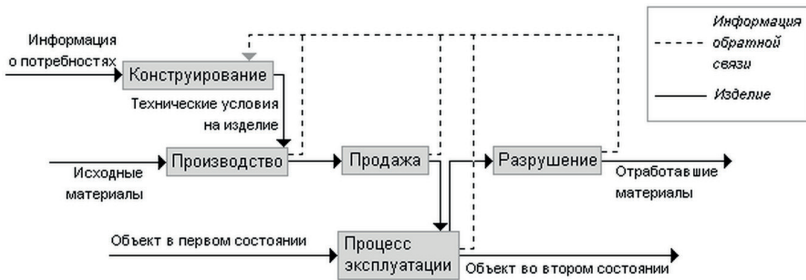 Информация
о потребностях
Конструирование
Технические условия
на изделие
Исходные
материалы
Производство
Продажа
Разрушение
Отработавшие
материалы
Объект в первом состоянии
Процесс
эксплуатации
Объект во втором состоянии
Информация
обратной
связи
Изделие